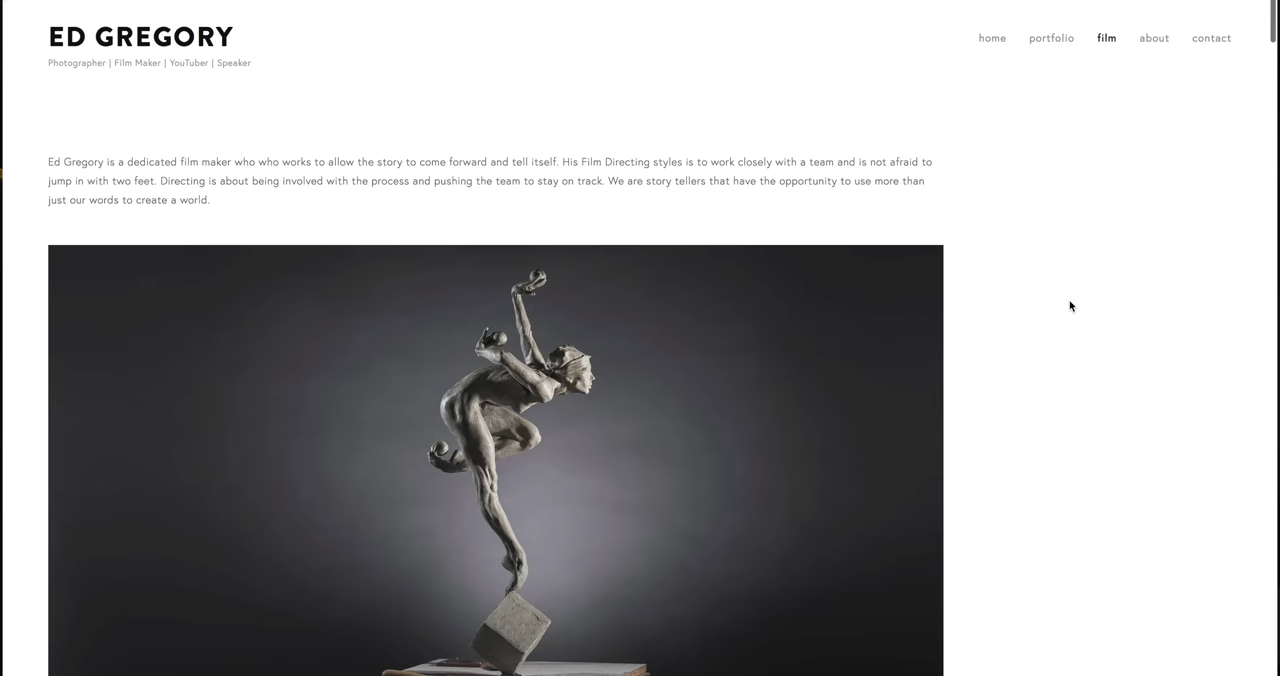 ED GREGORY
home portfolio film about contact
Photographer | Film Maker | YouTuber | Speaker
Ed Gregory is a dedicated film maker who who works to allow the story to come forward and tell itself. His Film Directing styles is to work closely with a team and is not afraid to
jump in with two feet. Directing is about being involved with the process and pushing the team to stay on track. We are story tellers that have the opportunity to use more than
just our words to create a world.